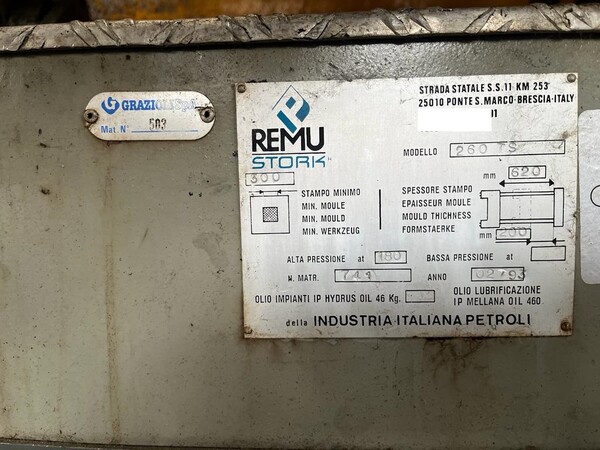 GRAZIOLI S.p.A.
Mat. N° 503
STRADA STATALE S.S.11 KM 253
25010 PONTE S. MARCO-BRESCIA-ITALY
REMU
STORK
MODELLO 260 TS
300
mm 620
STAMPO MINIMO
MIN. MOULE
MIN. MOULD
MIN. WERKZEUG
SPESSORE STAMPO
EPAISSEUR MOULE
MOULD THICHNESS
FORMSTAERKE
mm 200
ALTA PRESSIONE at 180 BASSA PRESSIONE at
N. MATR. 741 ANNO 02'93
OLIO IMPIANTI IP HYDRUS OIL 46 Kg.
OLIO LUBRIFICAZIONE
IP MELLANA OIL 460.
della INDUSTRIA ITALIANA PETROLI